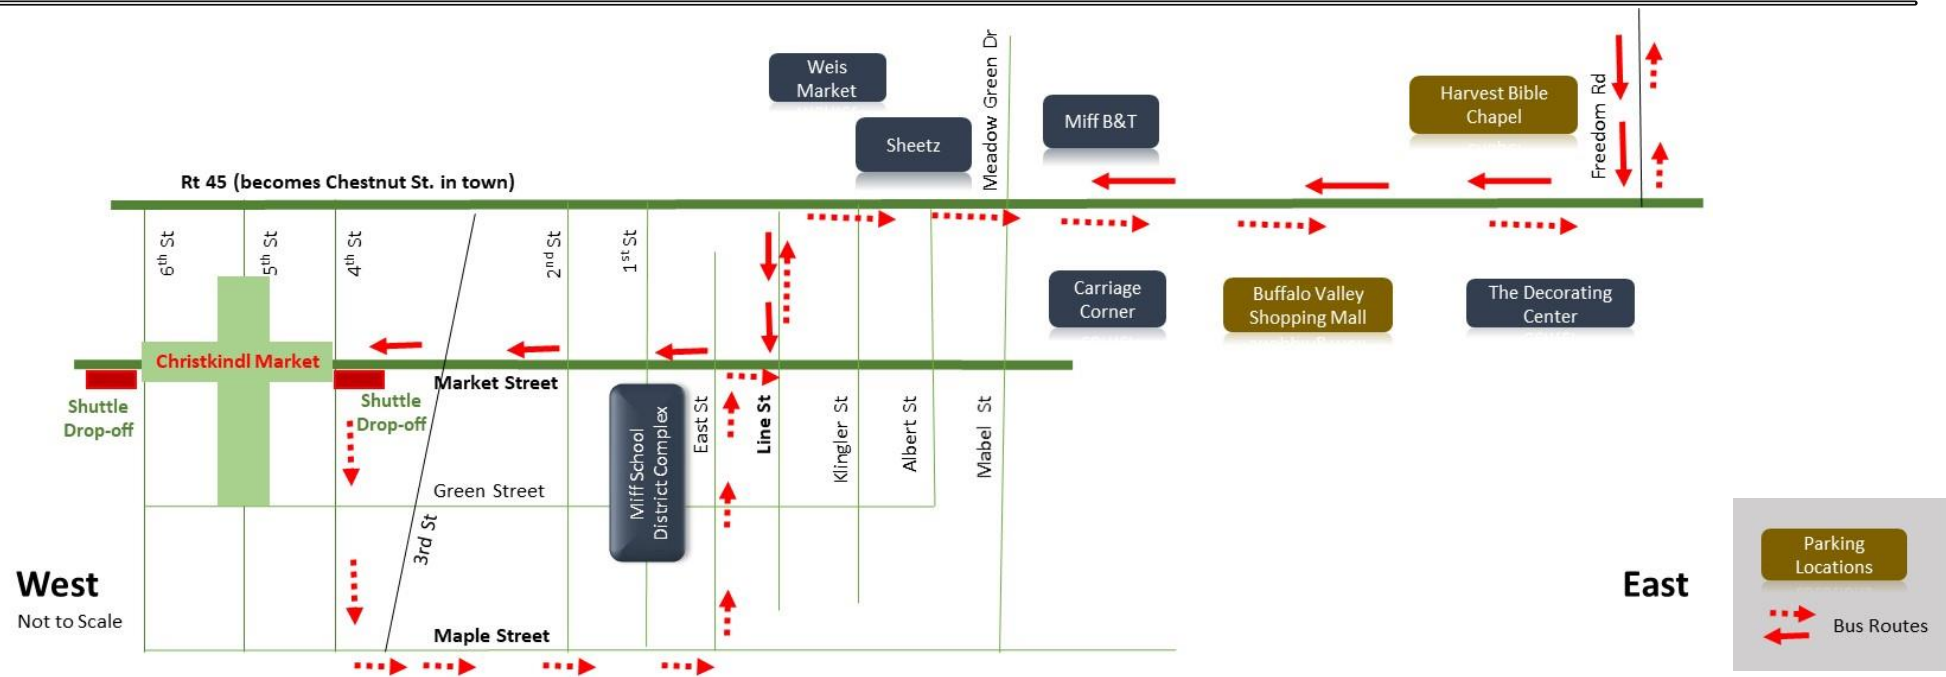 Weis
Market
Sheetz
Meadow Green Dr
Miff B&T
Harvest Bible
Chapel
Freedom Rd
Rt 45 (becomes Chestnut St. in town)
6th St
5th St
4th St
2nd St
1st St
Carriage
Corner
Buffalo Valley
Shopping Mall
The Decorating
Center
Christkindl Market
Market Street
Shuttle
Drop-off
Shuttle
Drop-off
Miff School
District Complex
East St
Line St
Klingler St
Albert St
Mabel St
Green Street
3rd St
West
Not to Scale
Maple Street
East
Parking
Locations
Bus Routes